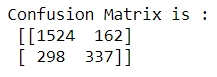 Confusion Matrix is :
[[1524 162]
[ 298 337]]